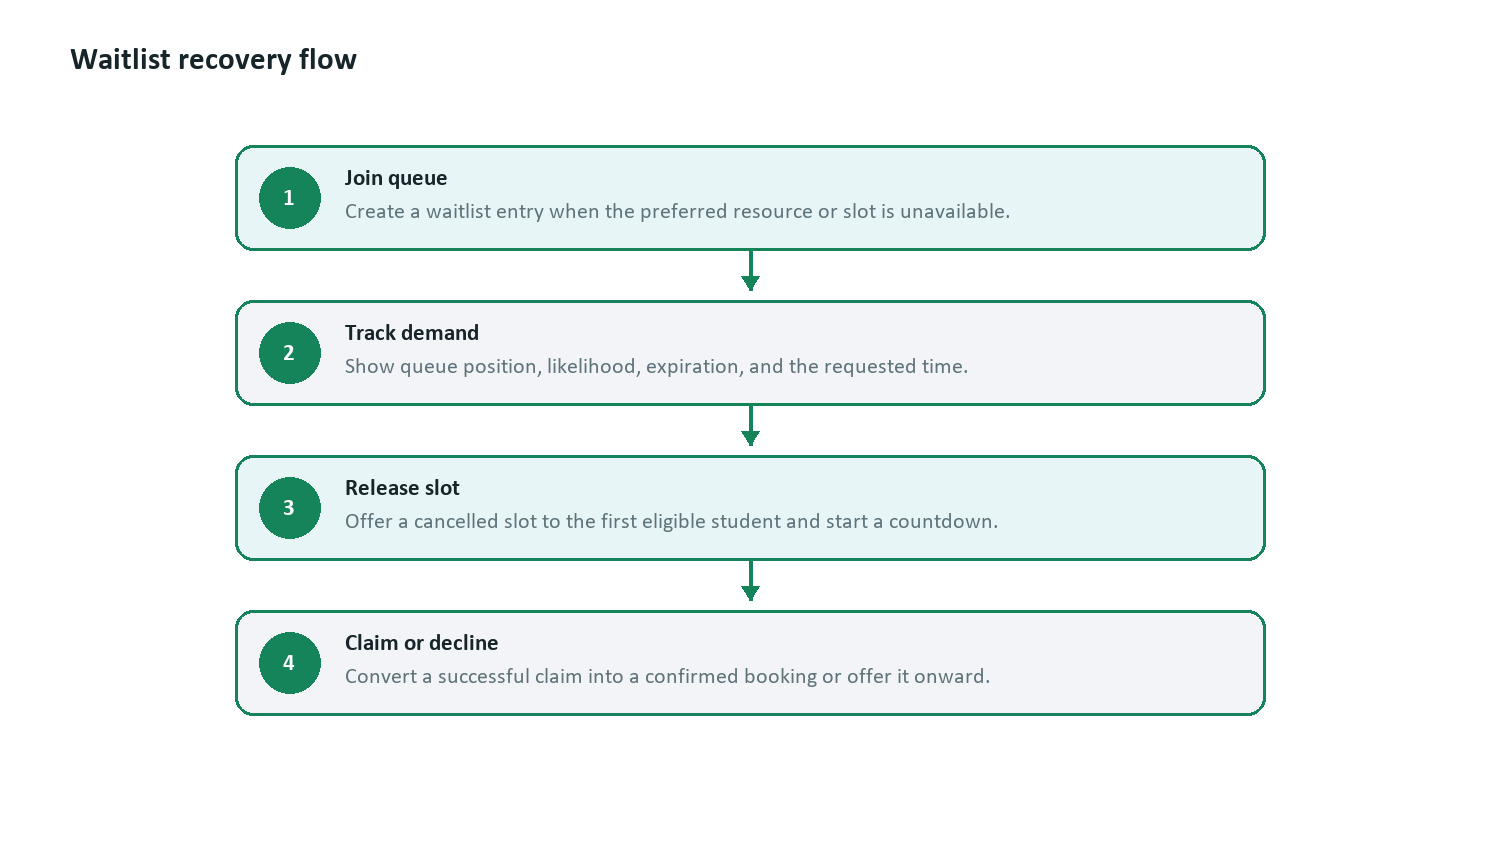 Waitlist recovery flow
1
Join queue
Create a waitlist entry when the preferred resource or slot is unavailable.
2
Track demand
Show queue position, likelihood, expiration, and the requested time.
3
Release slot
Offer a cancelled slot to the first eligible student and start a countdown.
4
Claim or decline
Convert a successful claim into a confirmed booking or offer it onward.